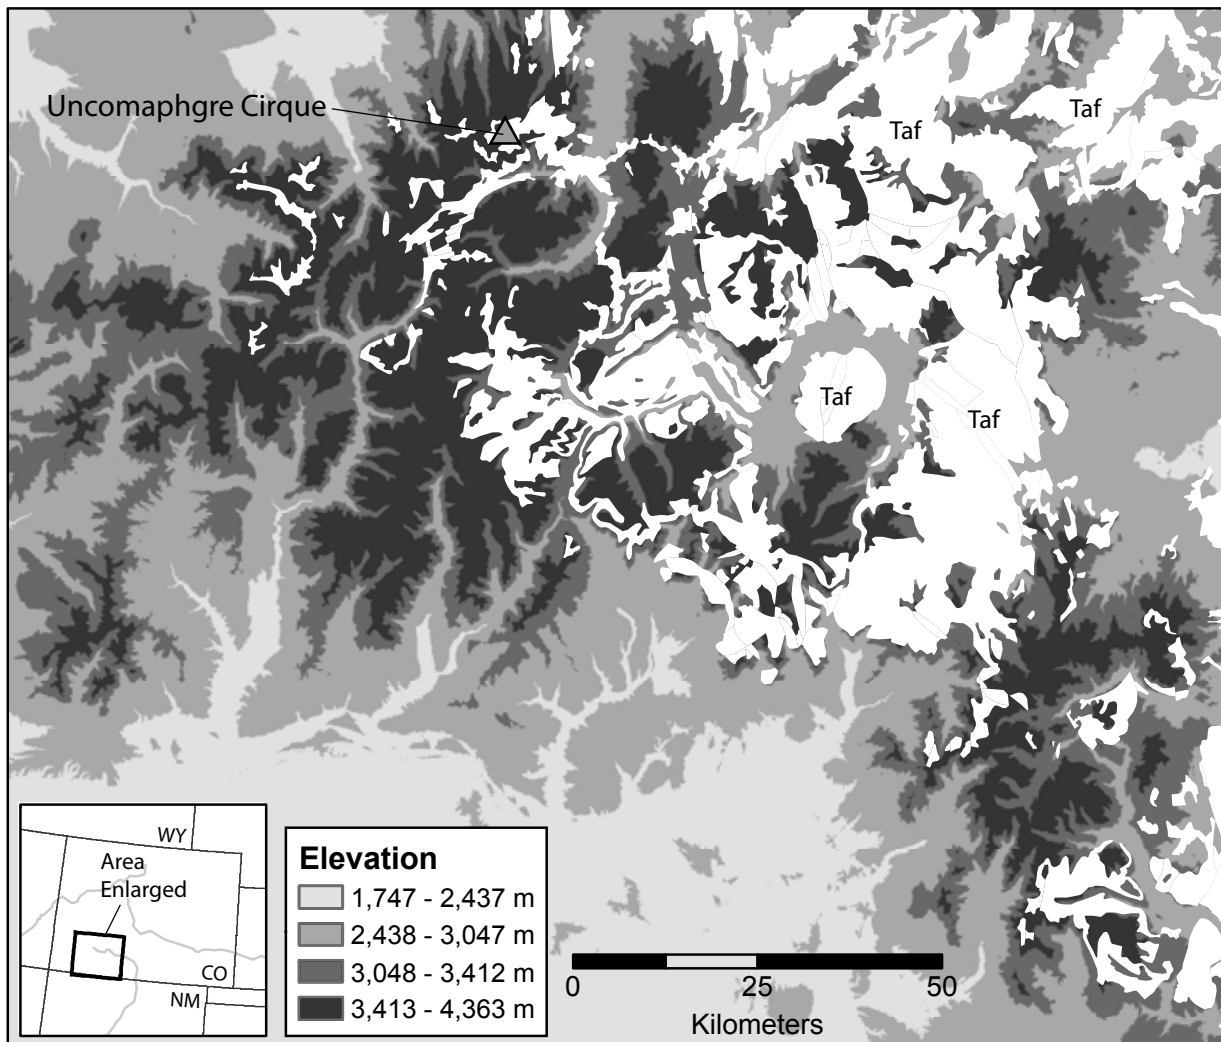 Uncomaphgre Cirque
Taf
Taf
Taf
Taf
WY
Area
Enlarged
CO
NM
Elevation
1,747 - 2,437 m
2,438 - 3,047 m
3,048 - 3,412 m
3,413 - 4,363 m
0 25 50
Kilometers